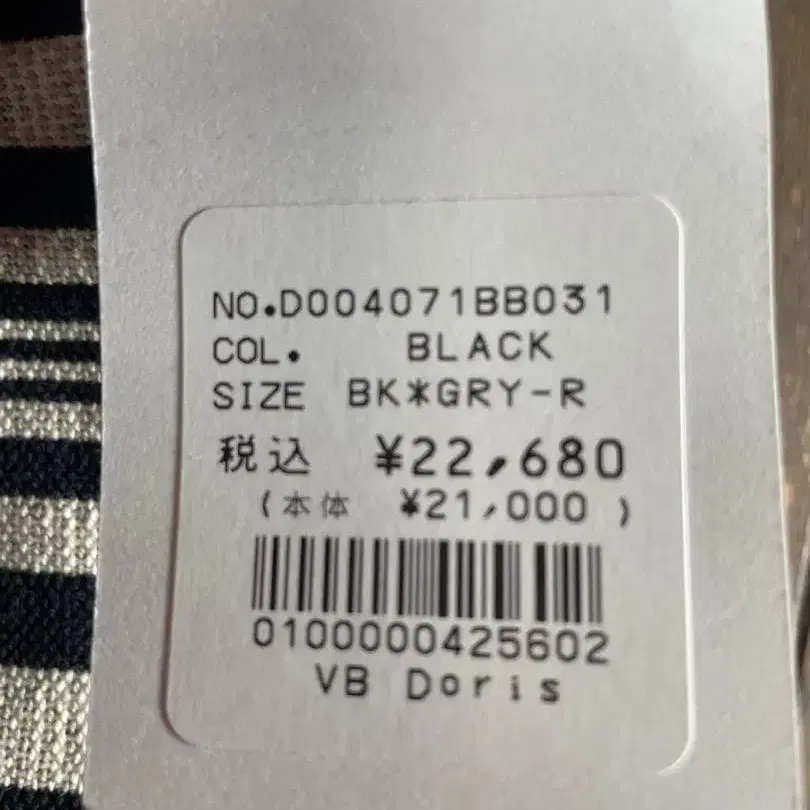 NO.D004071BB031
COL. BLACK
SIZE BK*GRY-R
税込 ¥22,680
(本体 ¥21,000 )
0100000425602
VB Doris